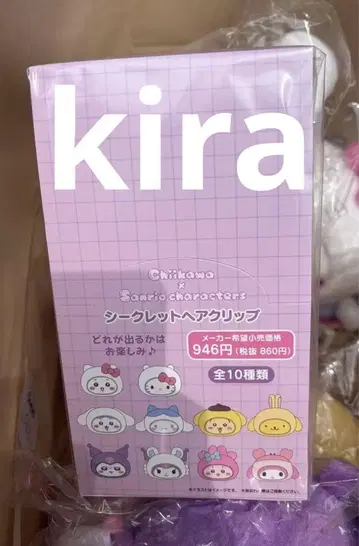 kira
Chiikawa
×
Sanrio characters
シークレットヘアクリップ
どれが出るかは
お楽しみ♪
メーカー希望小売価格
946円(税抜 860円)
全10種類